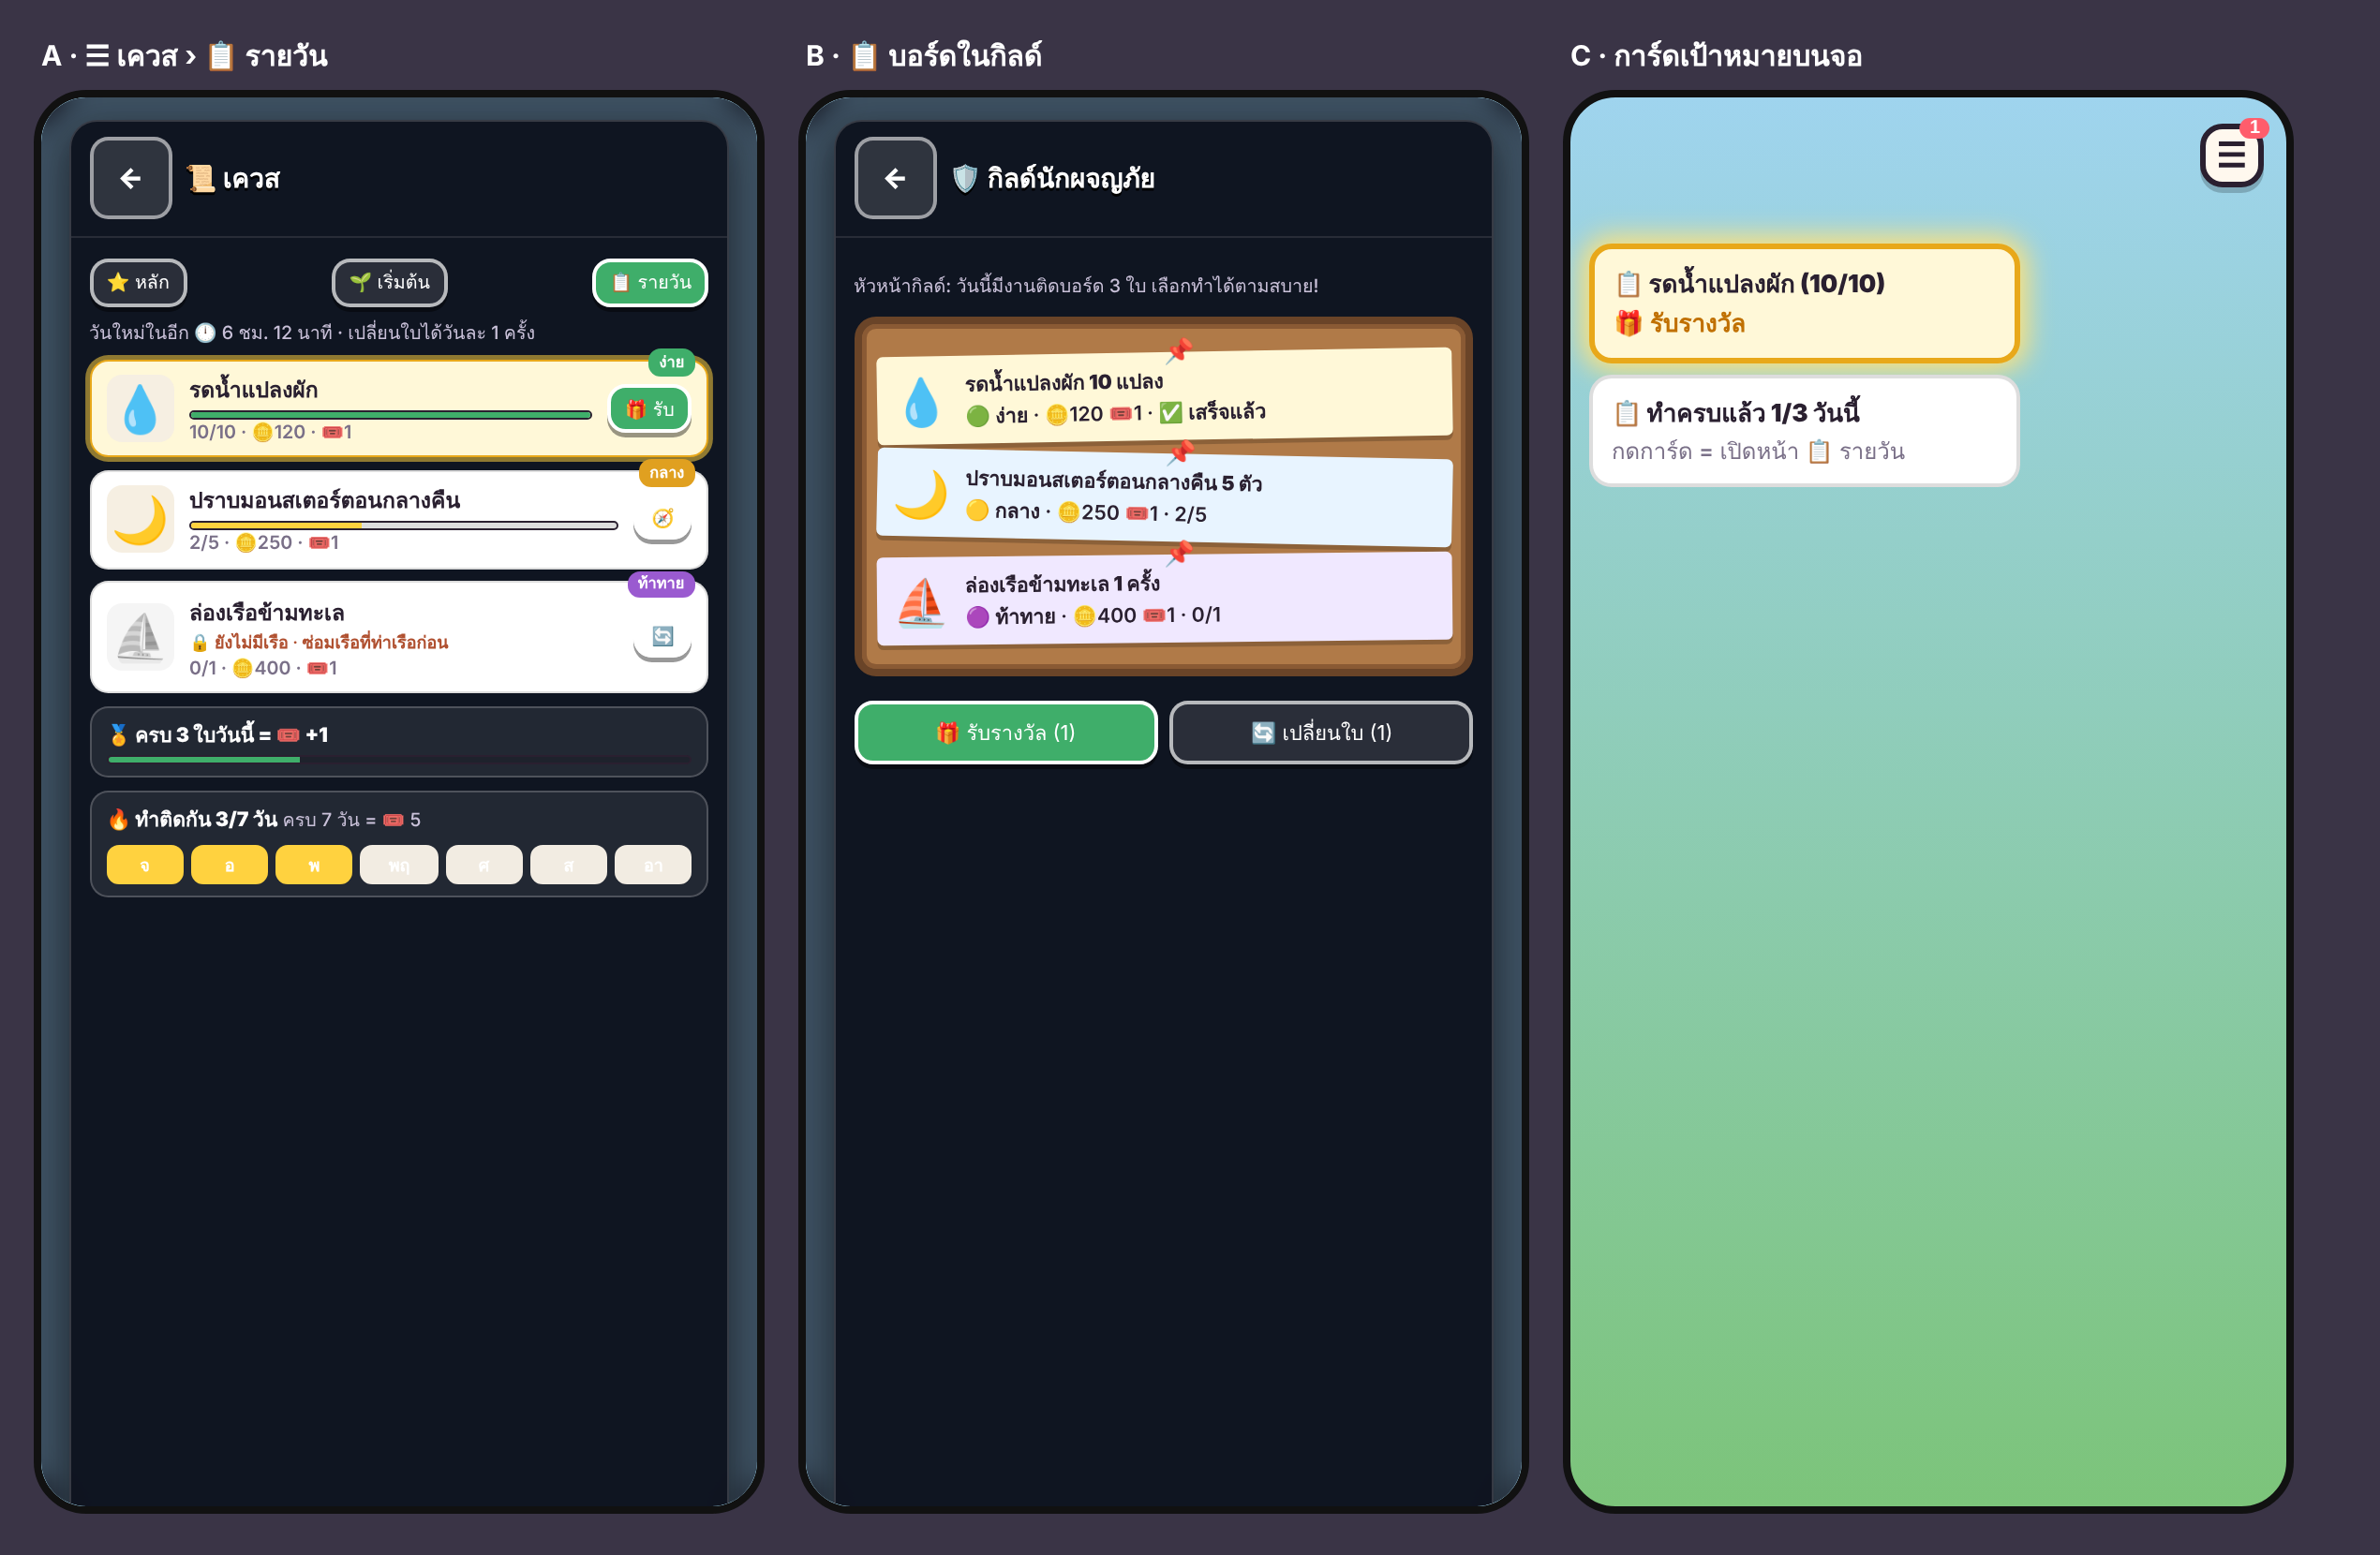 A · ☰ เควส › 📋 รายวัน
← 📜 เควส
⭐ หลัก 🌱 เริ่มต้น 📋 รายวัน
วันใหม่ในอีก 🕛 6 ชม. 12 นาที · เปลี่ยนใบได้วันละ 1 ครั้ง
ง่าย
รดน้ำแปลงผัก
🎁 รับ
10/10 · 🪙120 · 🎟️1
กลาง
ปราบมอนสเตอร์ตอนกลางคืน
2/5 · 🪙250 · 🎟️1
ท้าทาย
ล่องเรือข้ามทะเล
🔒 ยังไม่มีเรือ · ซ่อมเรือที่ท่าเรือก่อน
0/1 · 🪙400 · 🎟️1
🏅 ครบ 3 ใบวันนี้ = 🎟️ +1
🔥 ทำติดกัน 3/7 วัน ครบ 7 วัน = 🎟️ 5
จ อ พ พฤ ศ ส อา
B · 📋 บอร์ดในกิลด์
← 🛡️ กิลด์นักผจญภัย
หัวหน้ากิลด์: วันนี้มีงานติดบอร์ด 3 ใบ เลือกทำได้ตามสบาย!
รดน้ำแปลงผัก 10 แปลง
🟢 ง่าย · 🪙120 🎟️1 · ✅ เสร็จแล้ว
ปราบมอนสเตอร์ตอนกลางคืน 5 ตัว
🟡 กลาง · 🪙250 🎟️1 · 2/5
ล่องเรือข้ามทะเล 1 ครั้ง
🟣 ท้าทาย · 🪙400 🎟️1 · 0/1
🎁 รับรางวัล (1) 🔄 เปลี่ยนใบ (1)
C · การ์ดเป้าหมายบนจอ
☰ 1
📋 รดน้ำแปลงผัก (10/10)
🎁 รับรางวัล
📋 ทำครบแล้ว 1/3 วันนี้
กดการ์ด = เปิดหน้า 📋 รายวัน